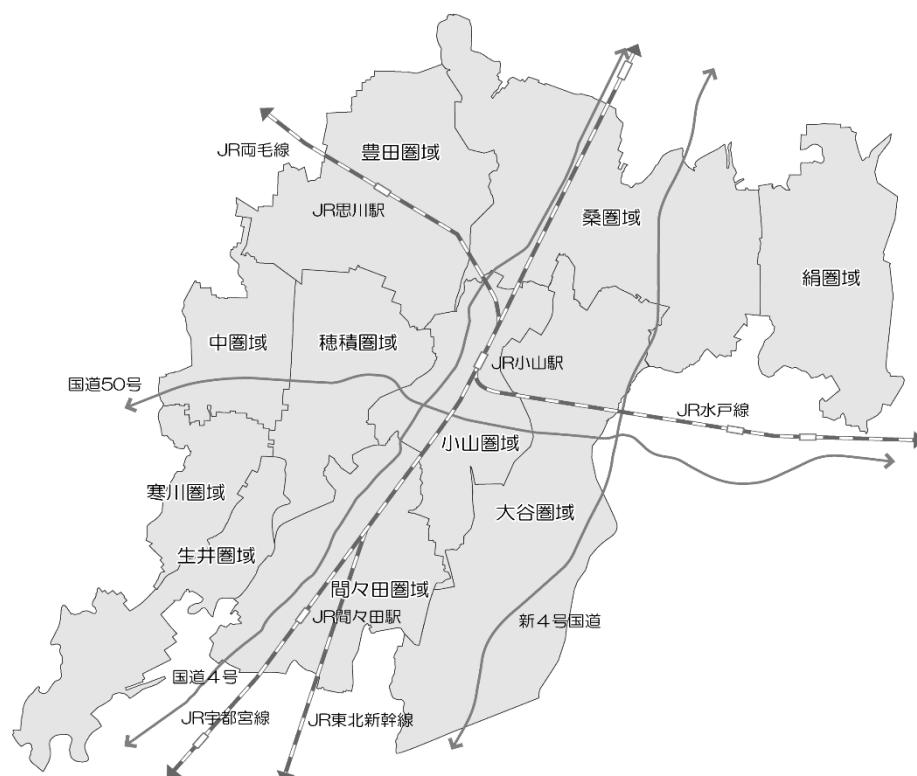 豊田圏域
JR両毛線
JR思川駅
桑圏域
絹圏域
中圏域
穂積圏域
JR小山駅
国道50号
JR水戸線
小山圏域
寒川圏域
大谷圏域
生井圏域
間々田圏域
JR間々田駅
新4号国道
国道4号
JR宇都宮線
JR東北新幹線